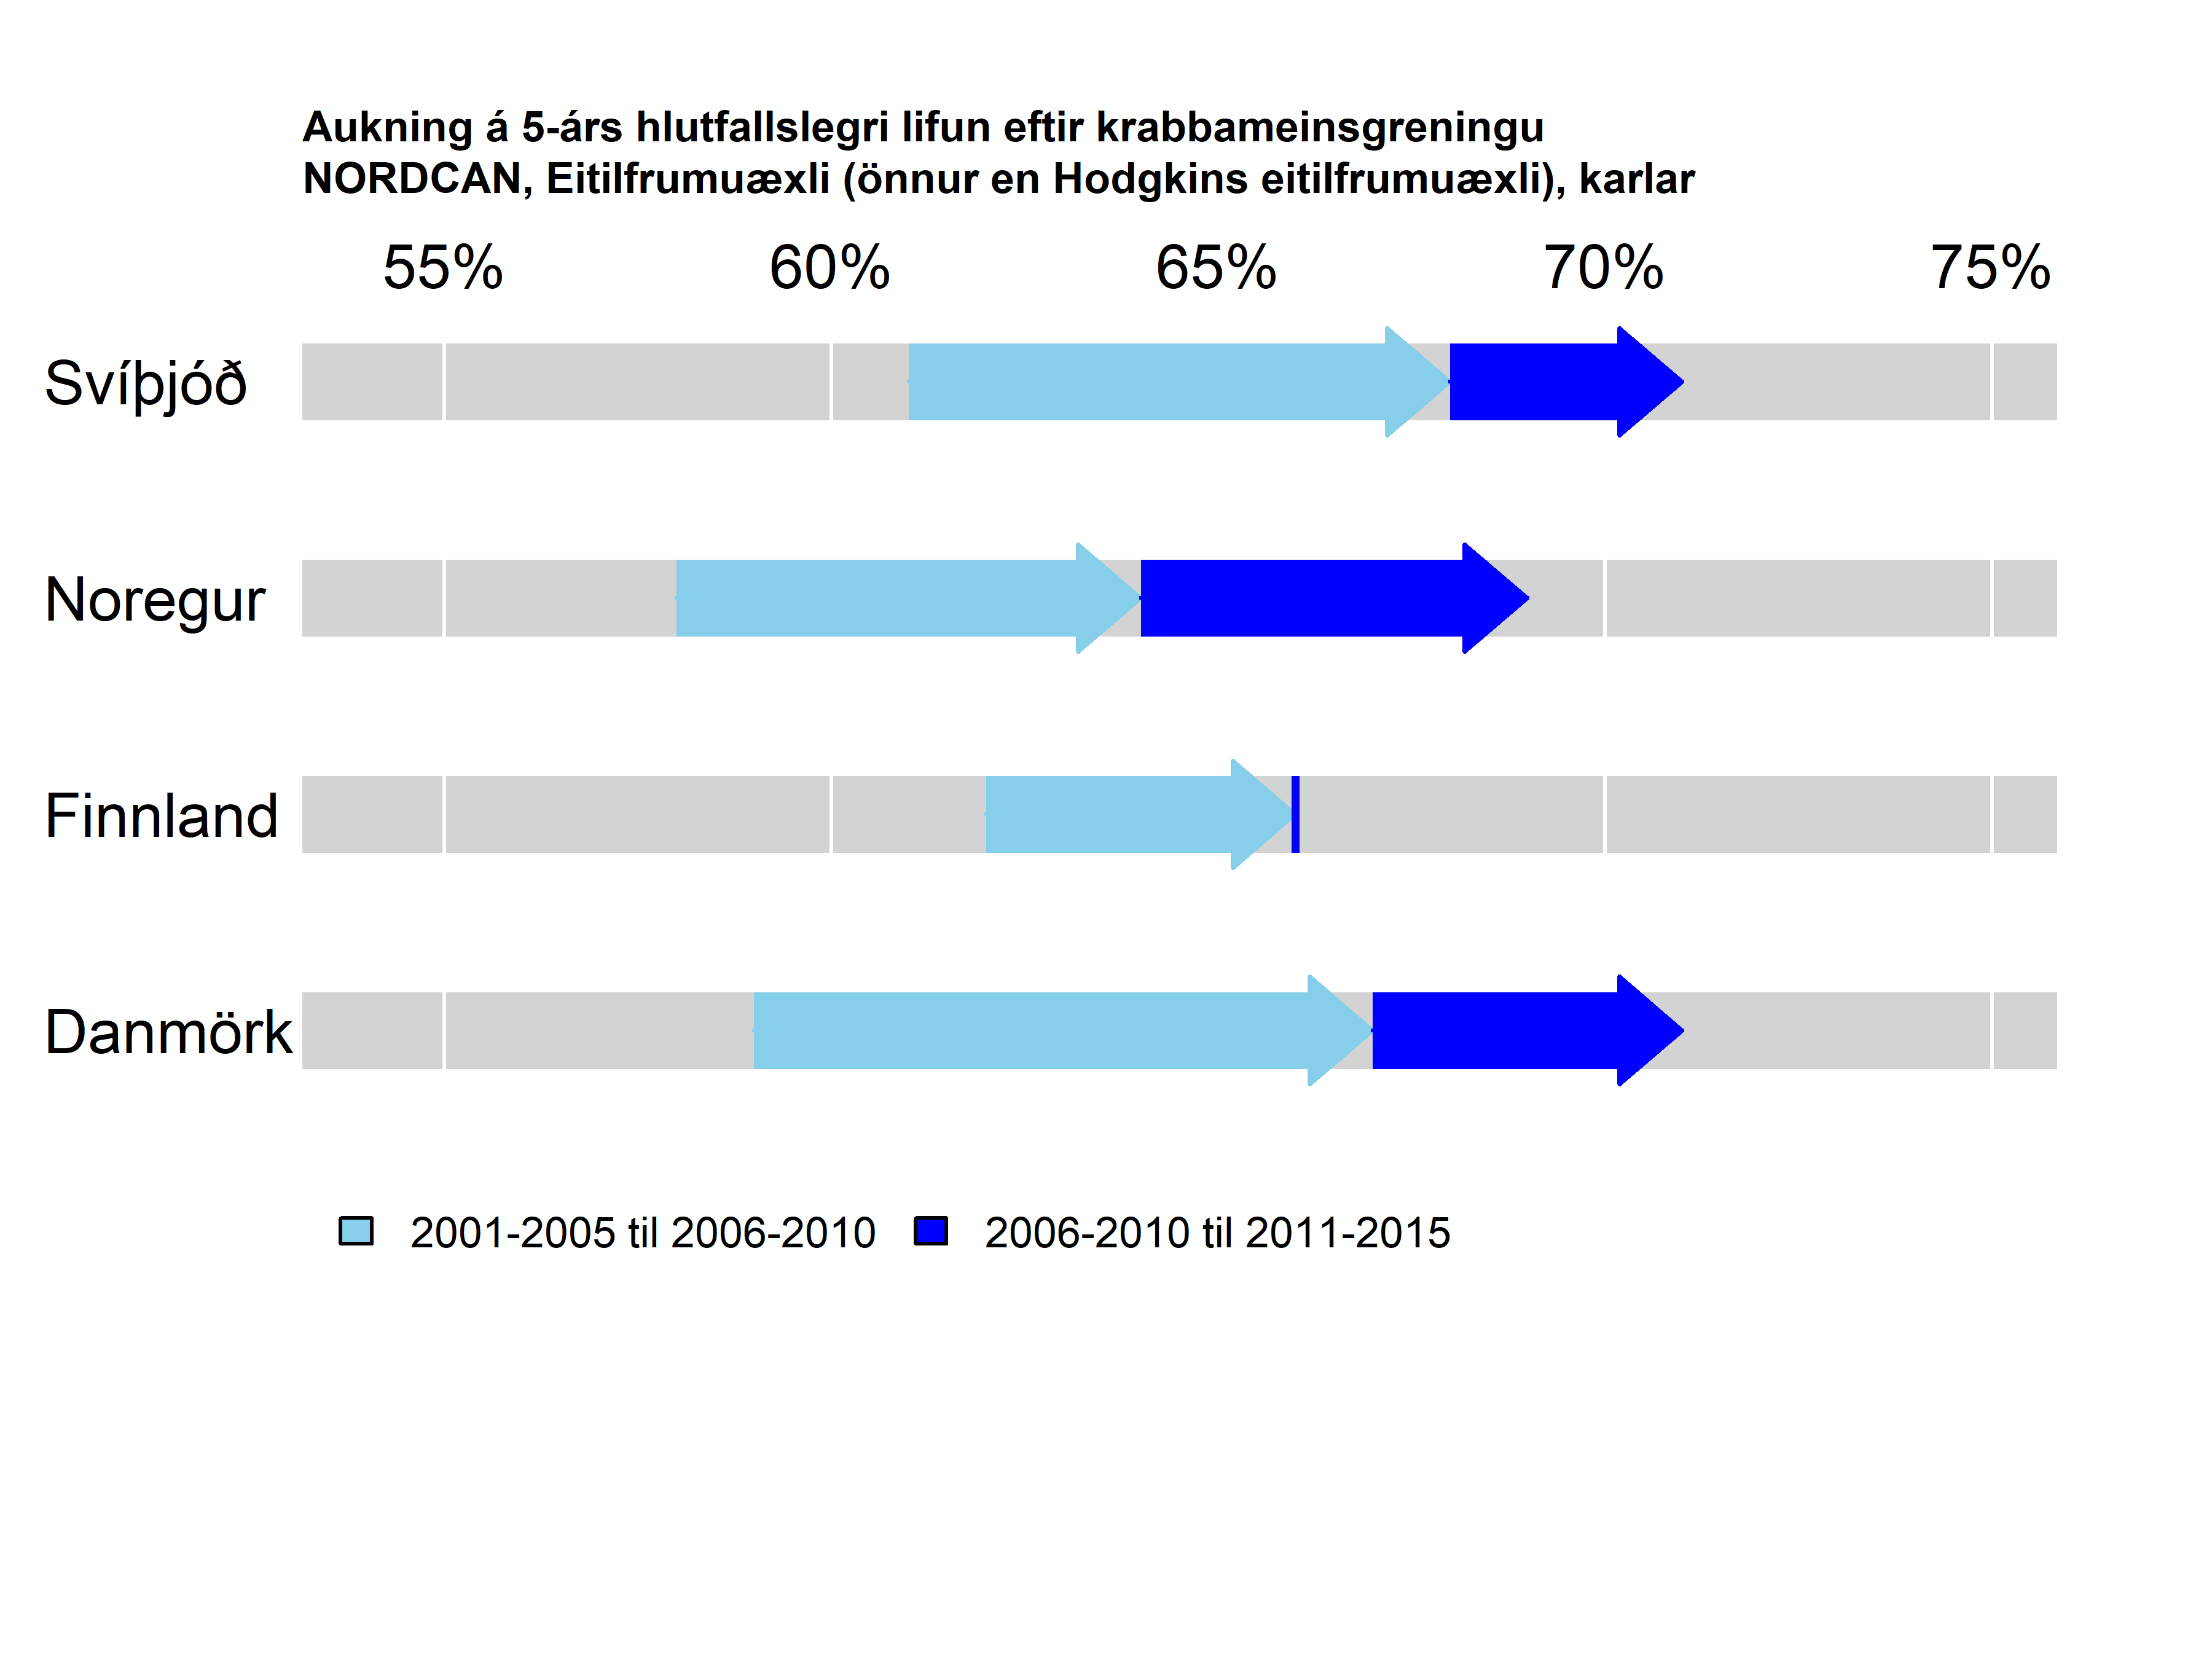 Aukning á 5-árs hlutfallslegri lifun eftir krabbameinsgreningu
NORDCAN, Eitilfrumuæxli (önnur en Hodgkins eitilfrumuæxli), karlar
55% 60% 65% 70% 75%
Svíþjóð
Noregur
Finnland
Danmörk
2001-2005 til 2006-2010 2006-2010 til 2011-2015